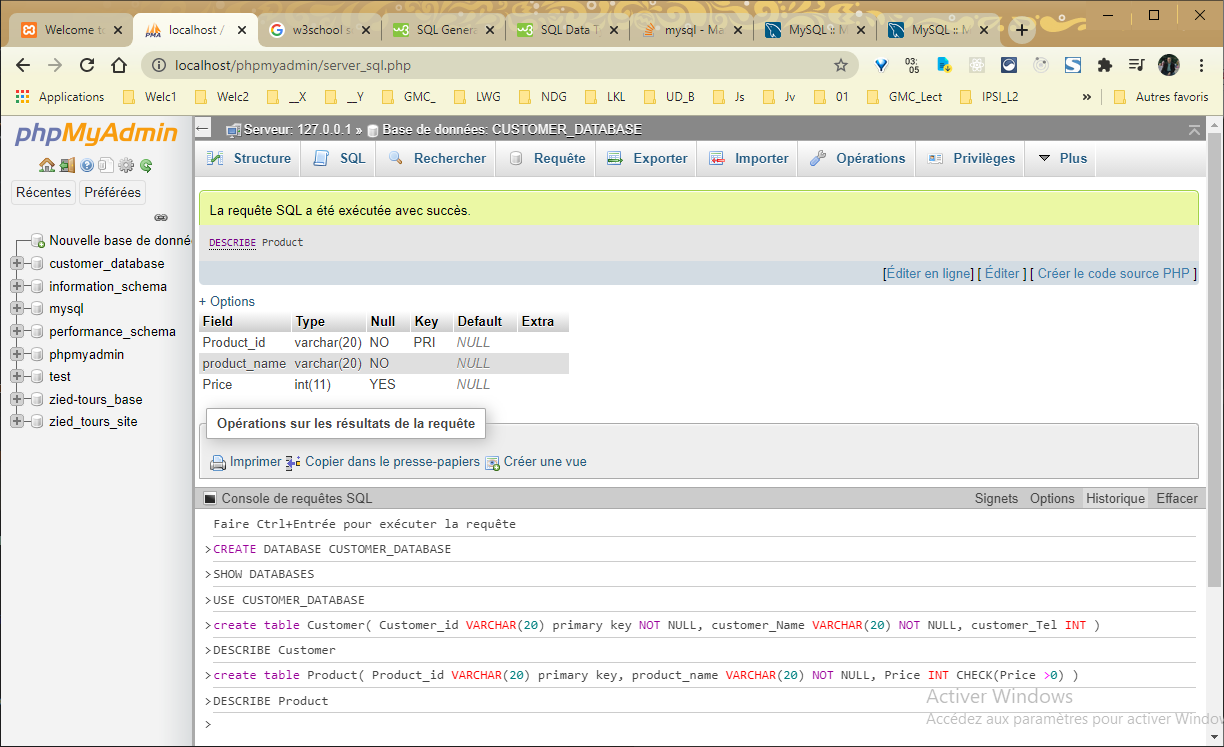 Welcome to
localhost /
w3school s
SQL Genera
SQL Data T
mysql - Ma
MySQL :: M
MySQL :: M
localhost/phpmyadmin/server_sql.php
03: 05
Applications Welc1 Welc2 __X __Y GMC_ LWG NDG LKL UD_B Js Jv 01 GMC_Lect IPSI_L2 » Autres favoris
phpMyAdmin
Récentes Préférées
Nouvelle base de donné
customer_database
information_schema
mysql
performance_schema
phpmyadmin
test
zied-tours_base
zied_tours_site
Serveur: 127.0.0.1 » Base de données: CUSTOMER_DATABASE
Structure SQL Rechercher Requête Exporter Importer Opérations Privilèges Plus
La requête SQL a été exécutée avec succès.
DESCRIBE Product
[Éditer en ligne] [ Éditer ] [ Créer le code source PHP ]
+ Options
Field Type Null Key Default Extra
Product_id varchar(20) NO PRI NULL
product_name varchar(20) NO NULL
Price int(11) YES NULL
Opérations sur les résultats de la requête
Imprimer Copier dans le presse-papiers Créer une vue
Console de requêtes SQL Signets Options Historique Effacer
Faire Ctrl+Entrée pour exécuter la requête
>CREATE DATABASE CUSTOMER_DATABASE
>SHOW DATABASES
>USE CUSTOMER_DATABASE
>create table Customer( Customer_id VARCHAR(20) primary key NOT NULL, customer_Name VARCHAR(20) NOT NULL, customer_Tel INT )
>DESCRIBE Customer
>create table Product( Product_id VARCHAR(20) primary key, product_name VARCHAR(20) NOT NULL, Price INT CHECK(Price >0) )
>DESCRIBE Product
>
Activer Windows
Accédez aux paramètres pour activer Windov